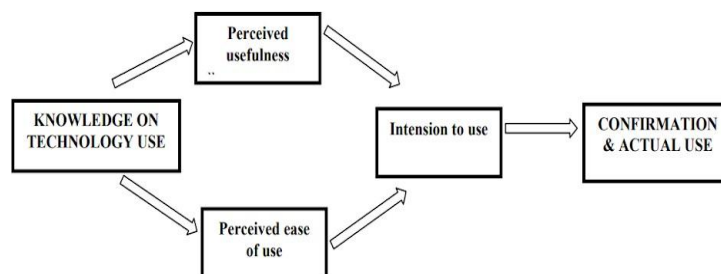 Perceived
usefulness
..
KNOWLEDGE ON
TECHNOLOGY USE
Intension to use
CONFIRMATION
& ACTUAL USE
Perceived ease
of use